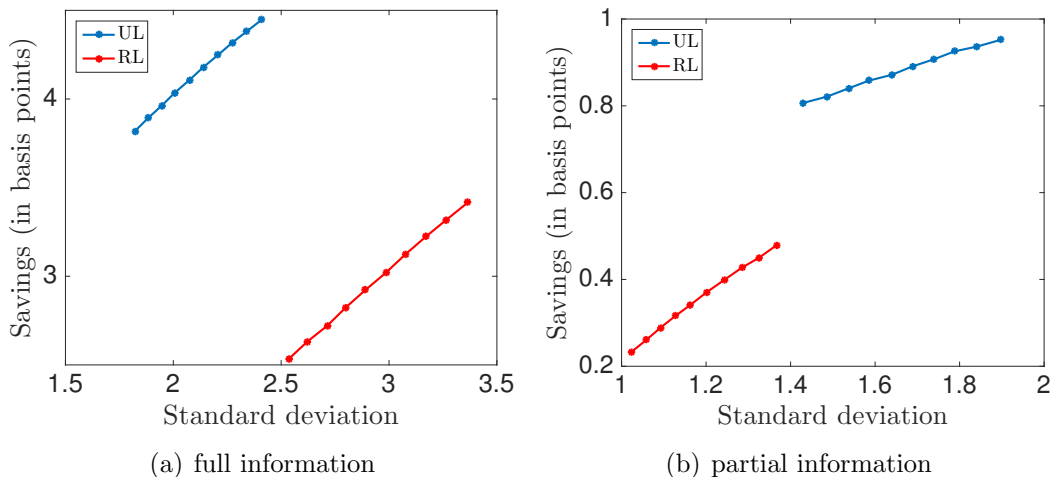 UL
RL
4
3
Savings (in basis points)
1.5 2 2.5 3 3.5
Standard deviation
(a) full information
UL
RL
1
0.8
0.6
0.4
0.2
Savings (in basis points)
1 1.2 1.4 1.6 1.8 2
Standard deviation
(b) partial information